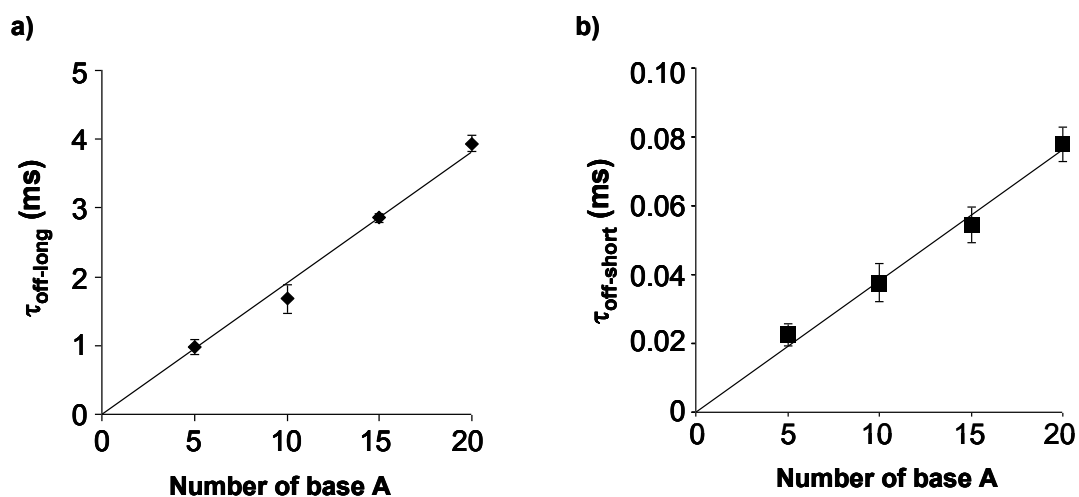 a)
5
4
3
2
1
0
0 5 10 15 20
τoff-long (ms)
Number of base A
b)
0.10
0.08
0.06
0.04
0.02
0
0 5 10 15 20
τoff-short (ms)
Number of base A